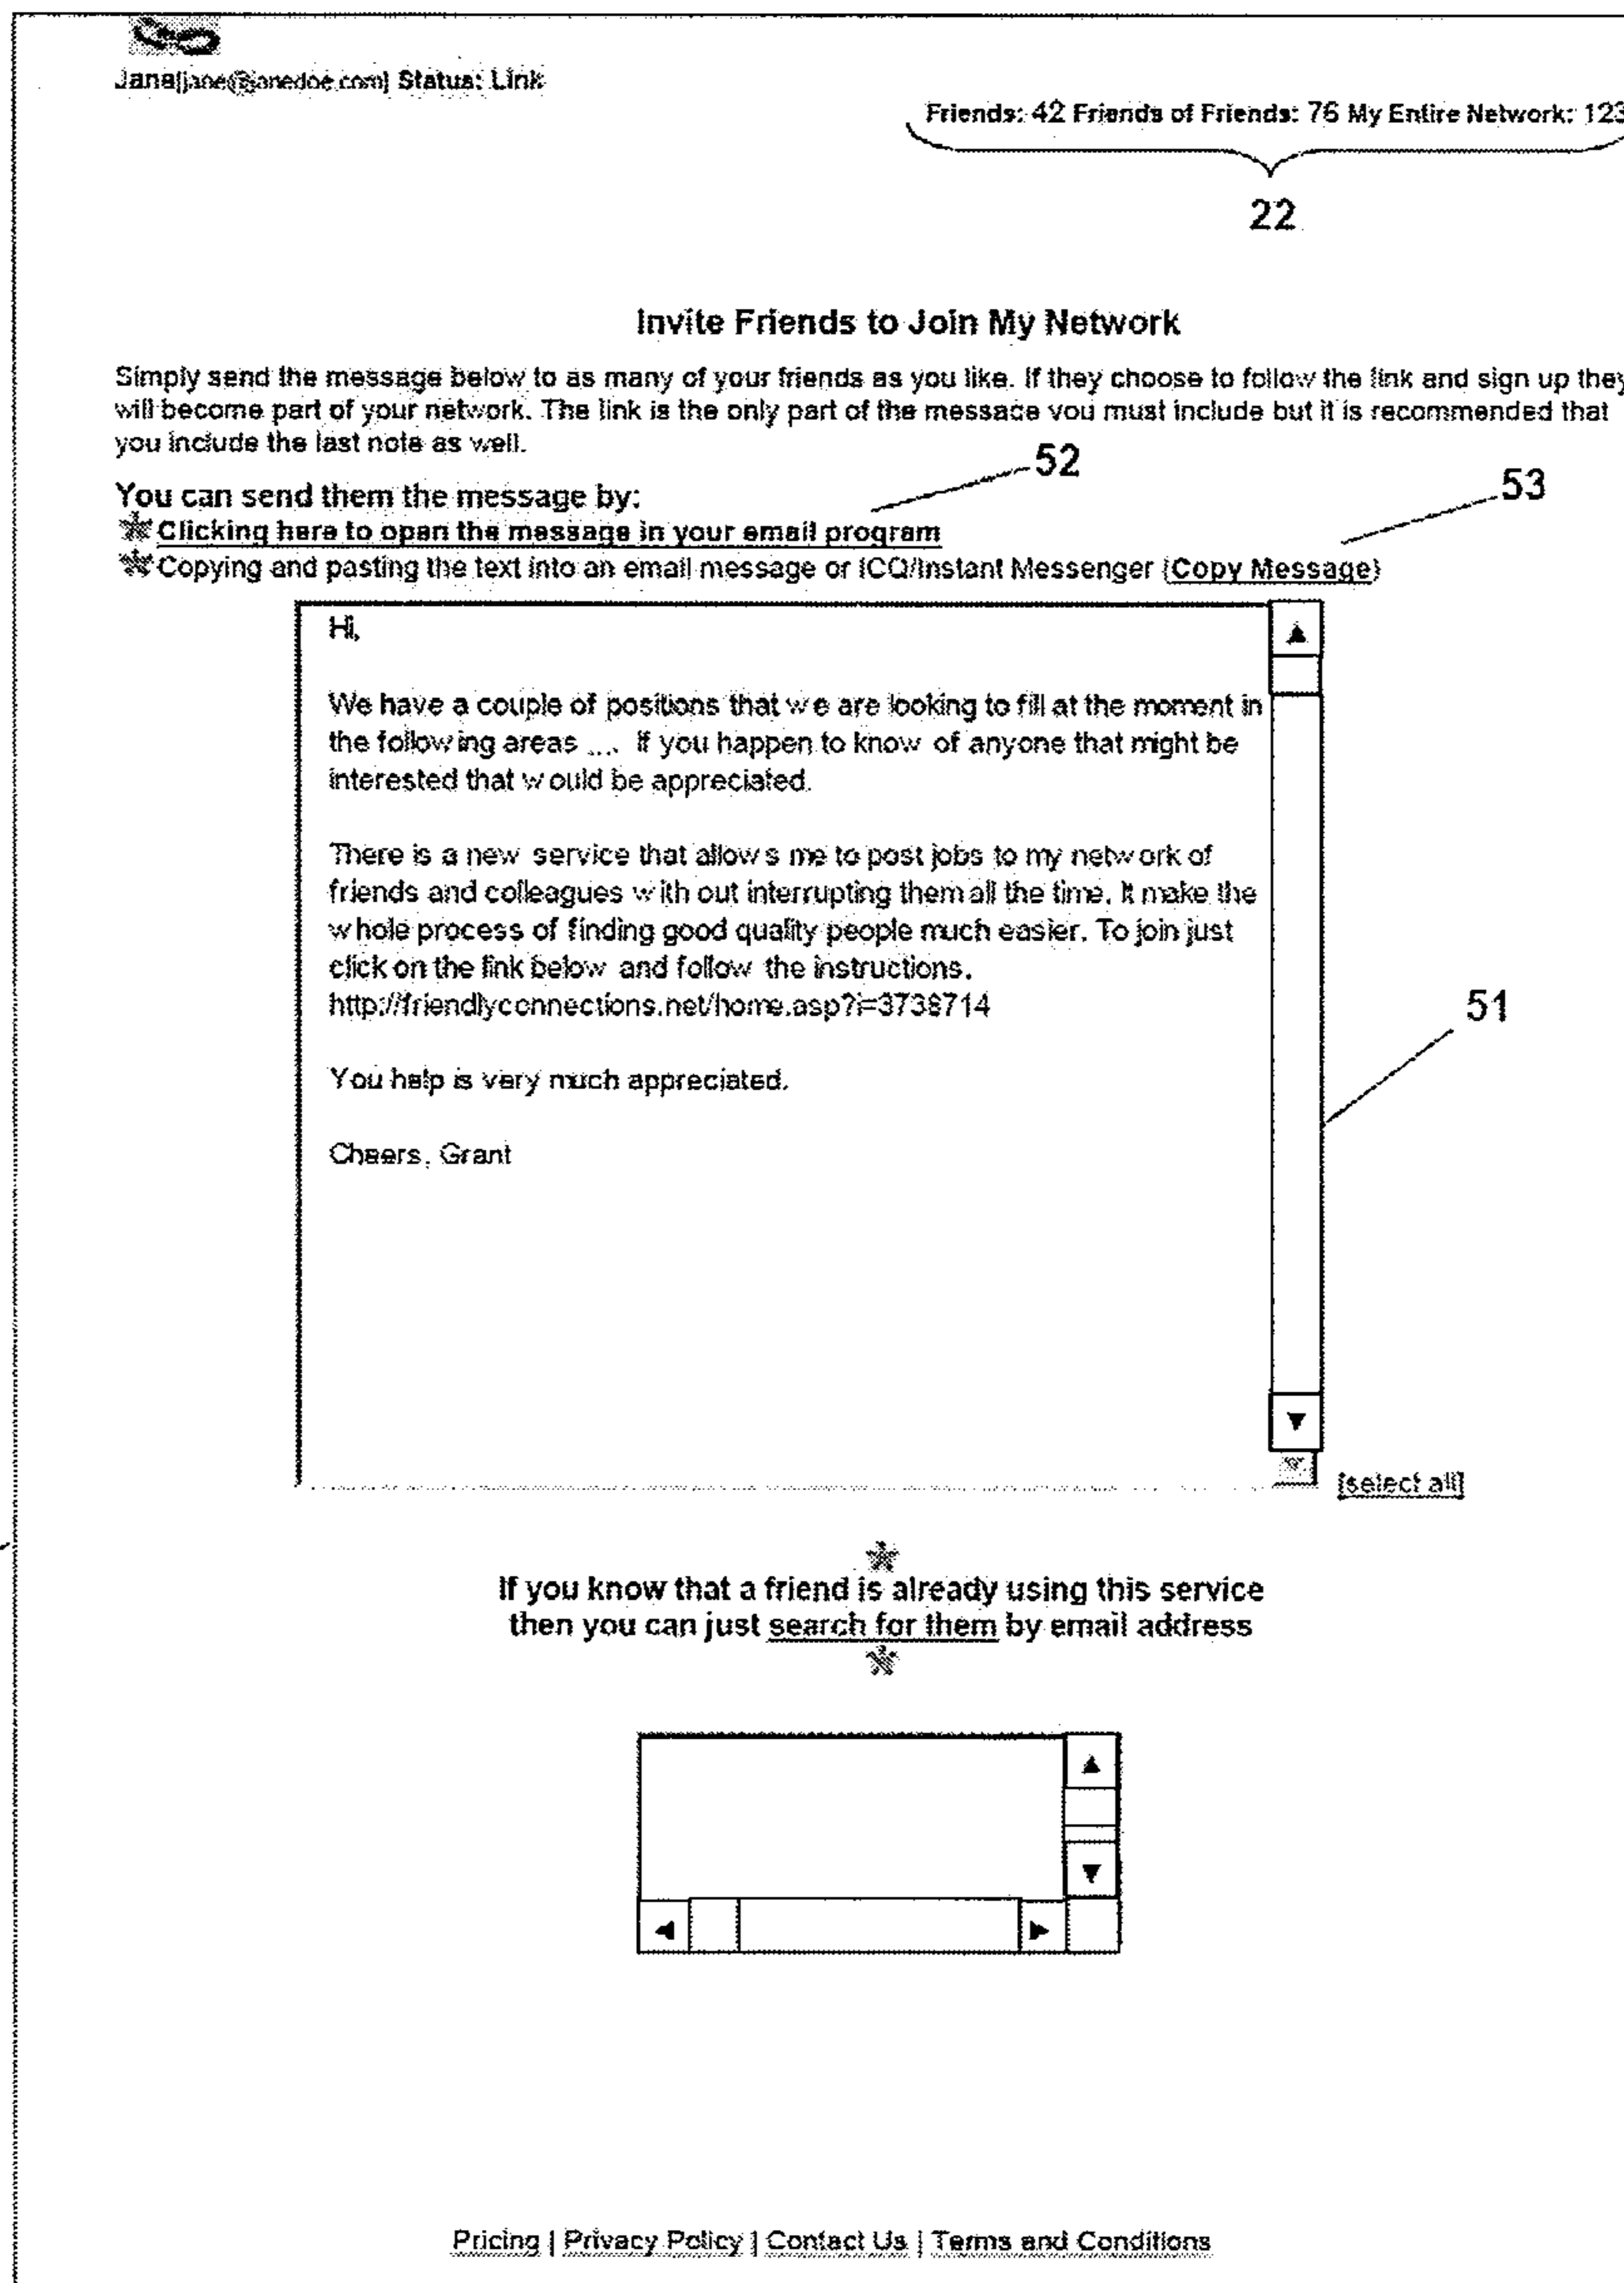 Jane[jane@janedoe.com] Status: Link
Friends: 42 Friends of Friends: 76 My Entire Network: 123
22
Invite Friends to Join My Network
Simply send the message below to as many of your friends as you like. If they choose to follow the link and sign up they
will become part of your network. The link is the only part of the message you must include but it is recommended that
you include the last note as well.
52
53
You can send them the message by:
Clicking here to open the message in your email program
Copying and pasting the text into an email message or ICQ/Instant Messenger (Copy Message)
Hi,
We have a couple of positions that we are looking to fill at the moment in
the following areas .... If you happen to know of anyone that might be
interested that would be appreciated.
There is a new service that allows me to post jobs to my network of
friends and colleagues with out interrupting them all the time. It make the
whole process of finding good quality people much easier. To join just
click on the link below and follow the instructions.
http://friendlyconnections.net/home.asp?i=3738714
51
You help is very much appreciated.
Cheers, Grant
[select all]
If you know that a friend is already using this service
then you can just search for them by email address
Pricing | Privacy Policy | Contact Us | Terms and Conditions